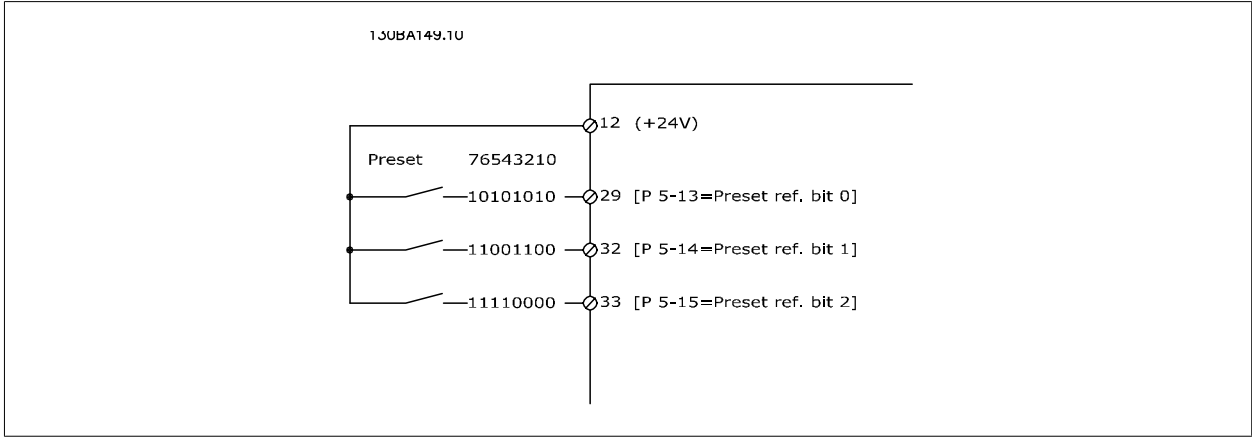 130BA149.10
12 (+24V)
Preset 76543210
10101010 29 [P 5-13=Preset ref. bit 0]
11001100 32 [P 5-14=Preset ref. bit 1]
11110000 33 [P 5-15=Preset ref. bit 2]